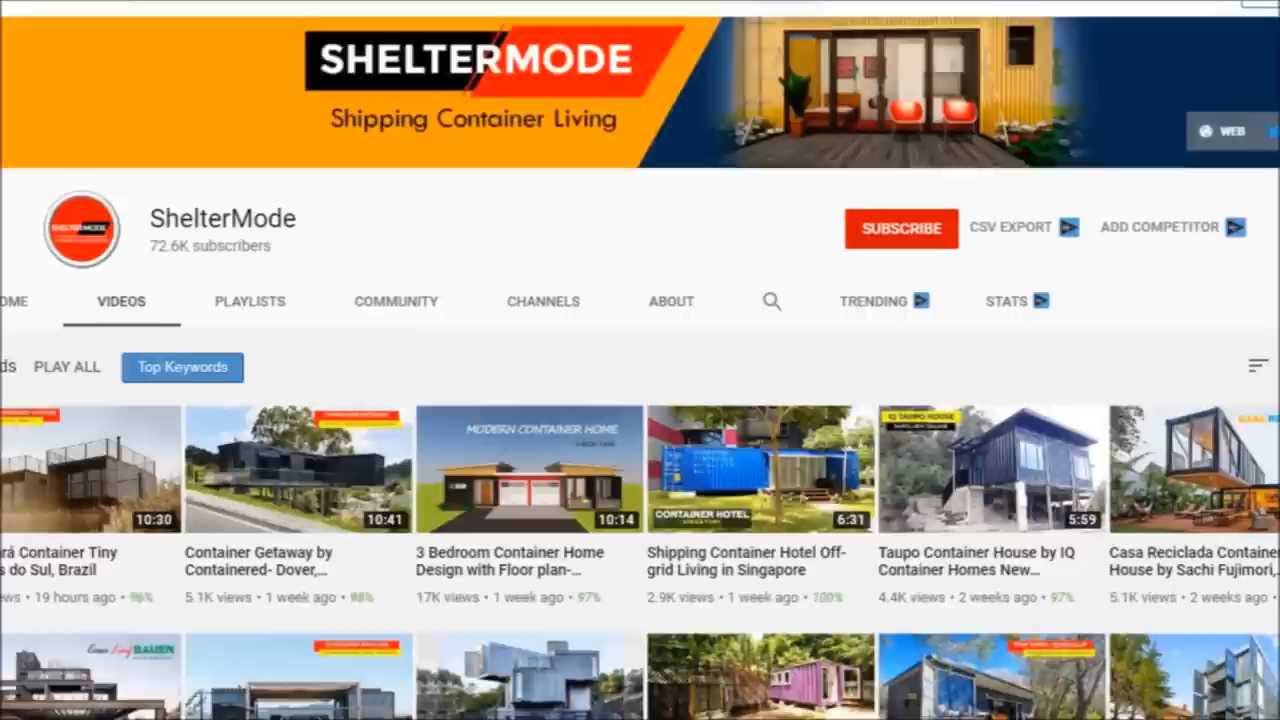 SHELTERMODE
Shipping Container Living
WEB
ShelterMode
72.6K subscribers
SUBSCRIBE
CSV EXPORT
ADD COMPETITOR
OME
VIDEOS
PLAYLISTS
COMMUNITY
CHANNELS
ABOUT
TRENDING
STATS
ds
PLAY ALL
Top Keywords
10:30
10:41
MODERN CONTAINER HOME
10:14
CONTAINER HOTEL
SINGAPORE
6:31
IQ TAUPO HOUSE
5:59
rá Container Tiny
s do Sul, Brazil
ews • 19 hours ago • 96%
Container Getaway by
Containered- Dover,...
5.1K views • 1 week ago • 98%
3 Bedroom Container Home
Design with Floor plan-...
17K views • 1 week ago • 97%
Shipping Container Hotel Off-
grid Living in Singapore
2.9K views • 1 week ago • 100%
Taupo Container House by IQ
Container Homes New...
4.4K views • 2 weeks ago • 97%
Casa Reciclada Containe
House by Sachi Fujimori,
5.1K views • 2 weeks ago •
BAUEN